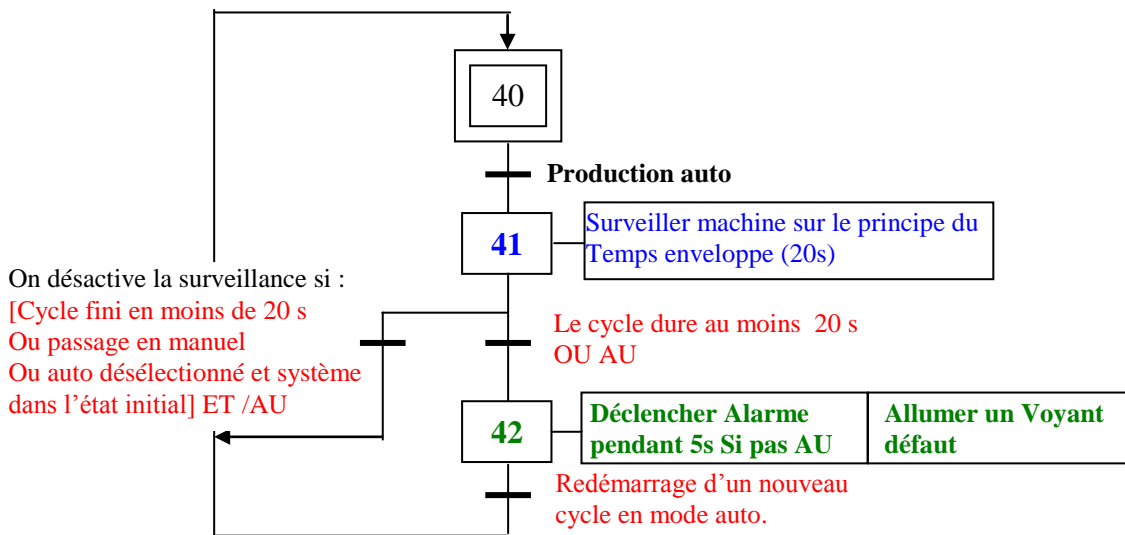 40
Production auto
41
Surveiller machine sur le principe du
Temps enveloppe (20s)
On désactive la surveillance si :
[Cycle fini en moins de 20 s
Ou passage en manuel
Ou auto désélectionné et système
dans l'état initial] ET /AU
Le cycle dure au moins 20 s
OU AU
42
Déclencher Alarme
pendant 5s Si pas AU
Allumer un Voyant
défaut
Redémarrage d'un nouveau
cycle en mode auto.